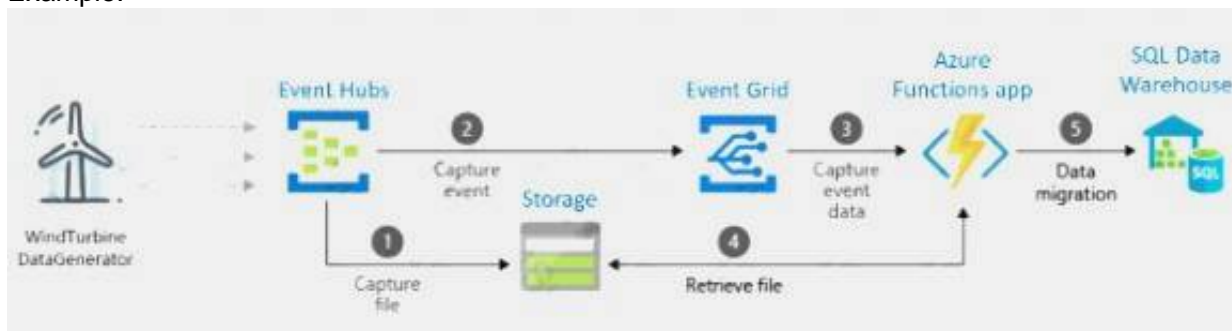 Example:
Event Hubs
Event Grid
Azure
Functions app
SQL Data
Warehouse
2
Capture
event
3
Capture
event
data
5
Data
migration
SQL
WindTurbine
DataGenerator
Storage
1
Capture
file
4
Retrieve file